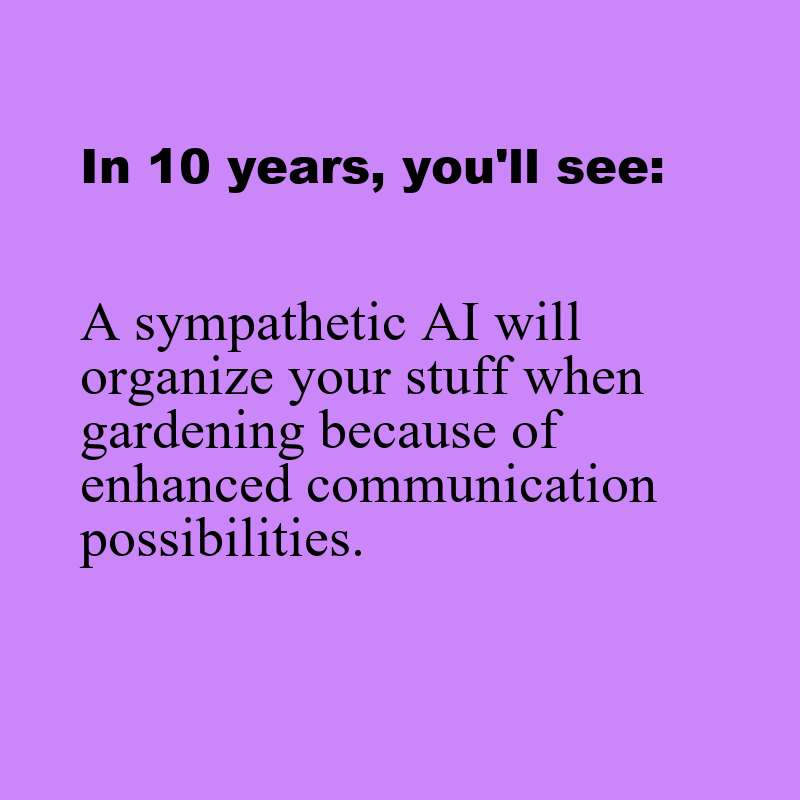 In 10 years, you'll see:
A sympathetic AI will
organize your stuff when
gardening because of
enhanced communication
possibilities.